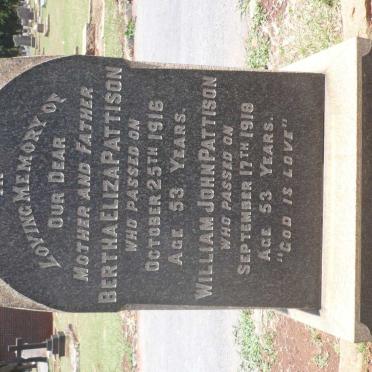 LOVING MEMORY OF
OUR DEAR
MOTHER AND FATHER
BERTHA ELIZA PATTISON
WHO PASSED ON
OCTOBER 25TH 1916
AGE 53 YEARS.
WILLIAM JOHN PATTISON
WHO PASSED ON
SEPTEMBER 17TH 1918
AGE 53 YEARS.
"GOD IS LOVE"